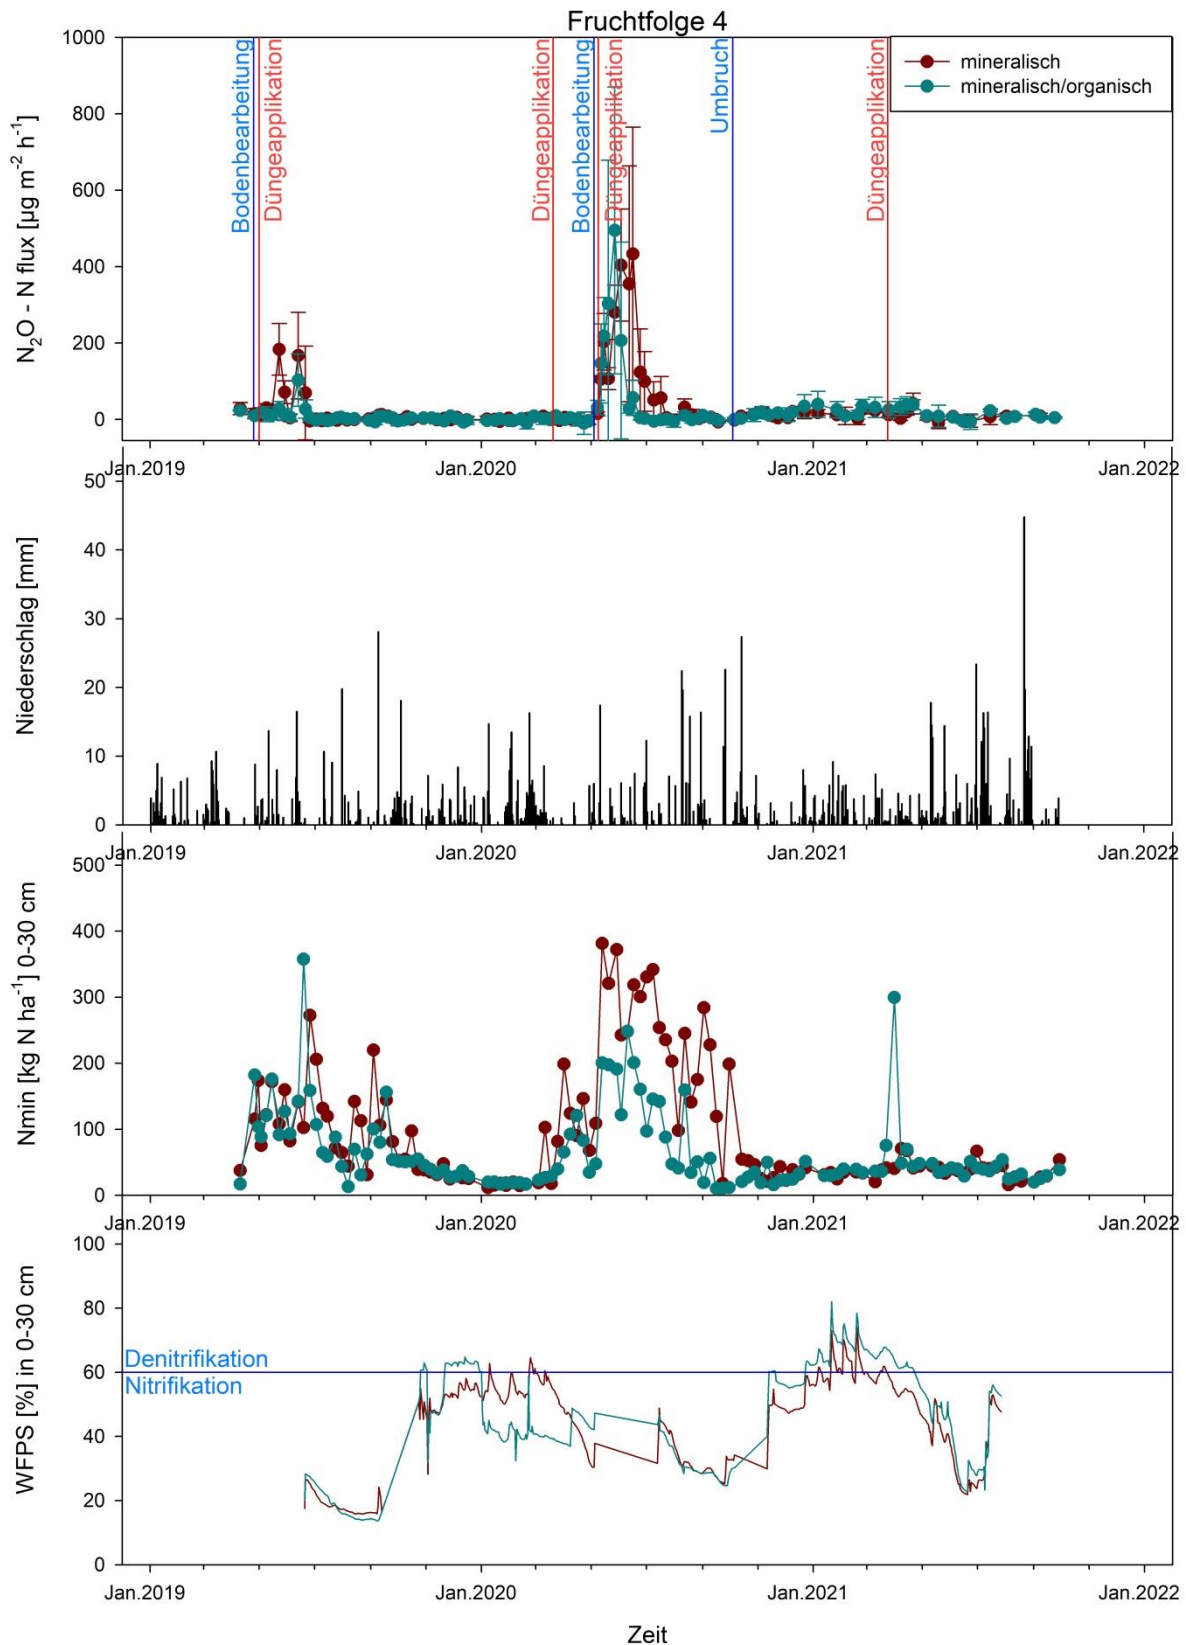 Fruchtfolge 4
1000
800
600
400
200
0
N₂O - N flux [µg m⁻² h⁻¹]
Bodenbearbeitung
Düngeapplikation
Düngeapplikation
Bodenbearbeitung
Düngeapplikation
Umbruch
Düngeapplikation
mineralisch
mineralisch/organisch
Jan.2019 Jan.2020 Jan.2021 Jan.2022
50
40
30
20
10
0
Niederschlag [mm]
Jan.2019 Jan.2020 Jan.2021 Jan.2022
500
400
300
200
100
0
Nmin [kg N ha⁻¹] 0-30 cm
Jan.2019 Jan.2020 Jan.2021 Jan.2022
100
80
60
40
20
0
WFPS [%] in 0-30 cm
Denitrifikation
Nitrifikation
Jan.2019 Jan.2020 Jan.2021 Jan.2022
Zeit